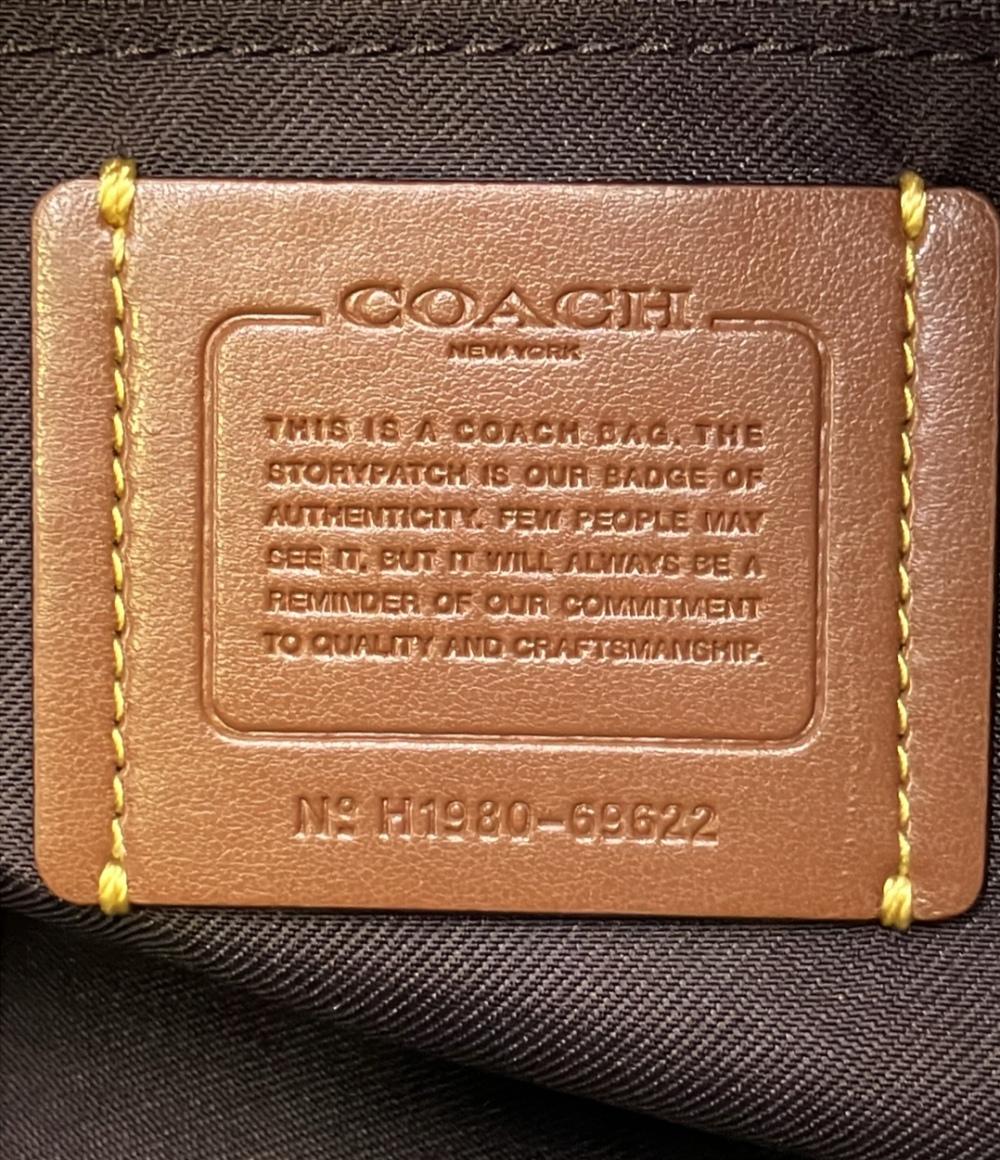 COACH
NEW YORK
THIS IS A COACH BAG. THE
STORYPATCH IS OUR BADGE OF
AUTHENTICITY. FEW PEOPLE MAY
SEE IT, BUT IT WILL ALWAYS BE A
REMINDER OF OUR COMMITMENT
TO QUALITY AND CRAFTSMANSHIP.
Nº H1980-69622